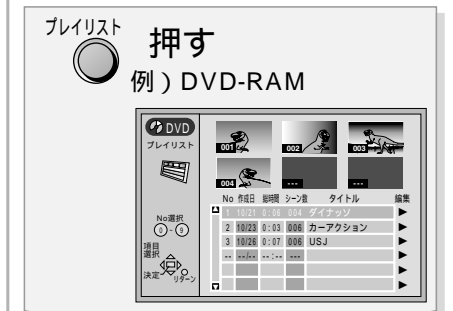 プレイリスト
押す
例）DVD-RAM
DVD
プレイリスト
001
002
003
004
---
No 作成日 総時間 シーン数 タイトル 編集
1 10/21 0:06 004 ダイナッソ
2 10/23 0:03 006 カーアクション
3 10/26 0:07 006 USJ
-- --/-- --:-- ---
No選択
0 - 9
項目
選択
決定
リターン